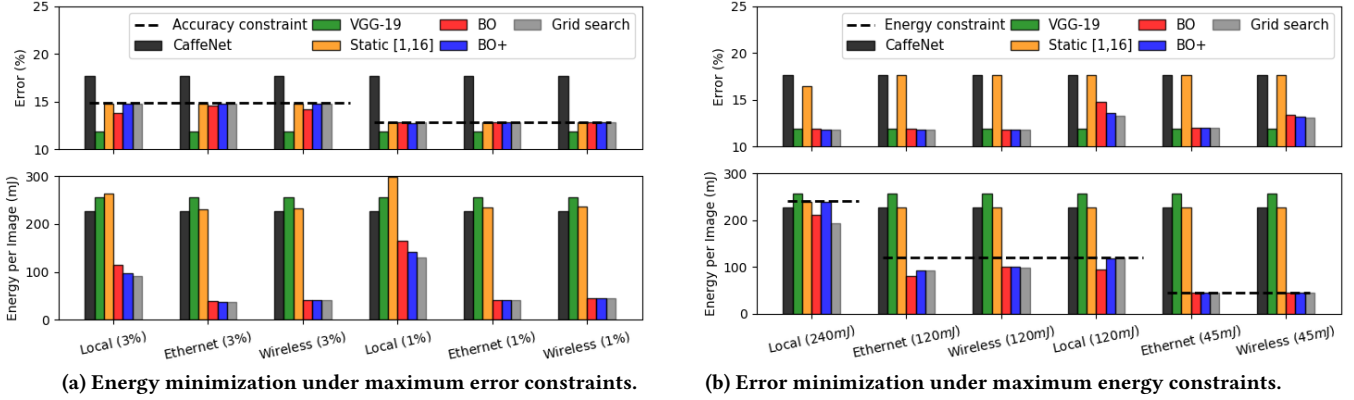 25
20
15
10
Error (%)
Accuracy constraint
CaffeNet
VGG-19
Static [1,16]
BO
BO+
Grid search
300
200
100
0
Energy per Image (mJ)
Local (3%)
Ethernet (3%)
Wireless (3%)
Local (1%)
Ethernet (1%)
Wireless (1%)
(a) Energy minimization under maximum error constraints.
25
20
15
10
Error (%)
Energy constraint
CaffeNet
VGG-19
Static [1,16]
BO
BO+
Grid search
300
200
100
0
Energy per Image (mJ)
Local (240mJ)
Ethernet (120mJ)
Wireless (120mJ)
Local (120mJ)
Ethernet (45mJ)
Wireless (45mJ)
(b) Error minimization under maximum energy constraints.